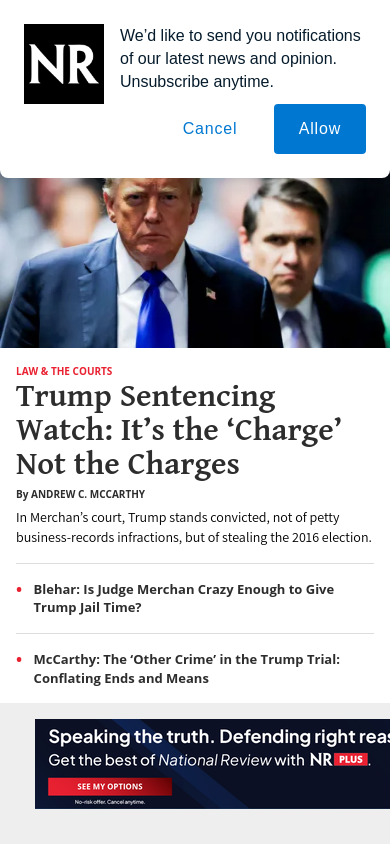 NR
We’d like to send you notifications
of our latest news and opinion.
Unsubscribe anytime.
Cancel
Allow
LAW & THE COURTS
Trump Sentencing
Watch: It’s the ‘Charge’
Not the Charges
By ANDREW C. MCCARTHY
In Merchan’s court, Trump stands convicted, not of petty
business-records infractions, but of stealing the 2016 election.
• Blehar: Is Judge Merchan Crazy Enough to Give
Trump Jail Time?
• McCarthy: The ‘Other Crime’ in the Trump Trial:
Conflating Ends and Means
Speaking the truth. Defending right reas
Get the best of National Review with NR PLUS.
SEE MY OPTIONS
No-risk offer. Cancel anytime.